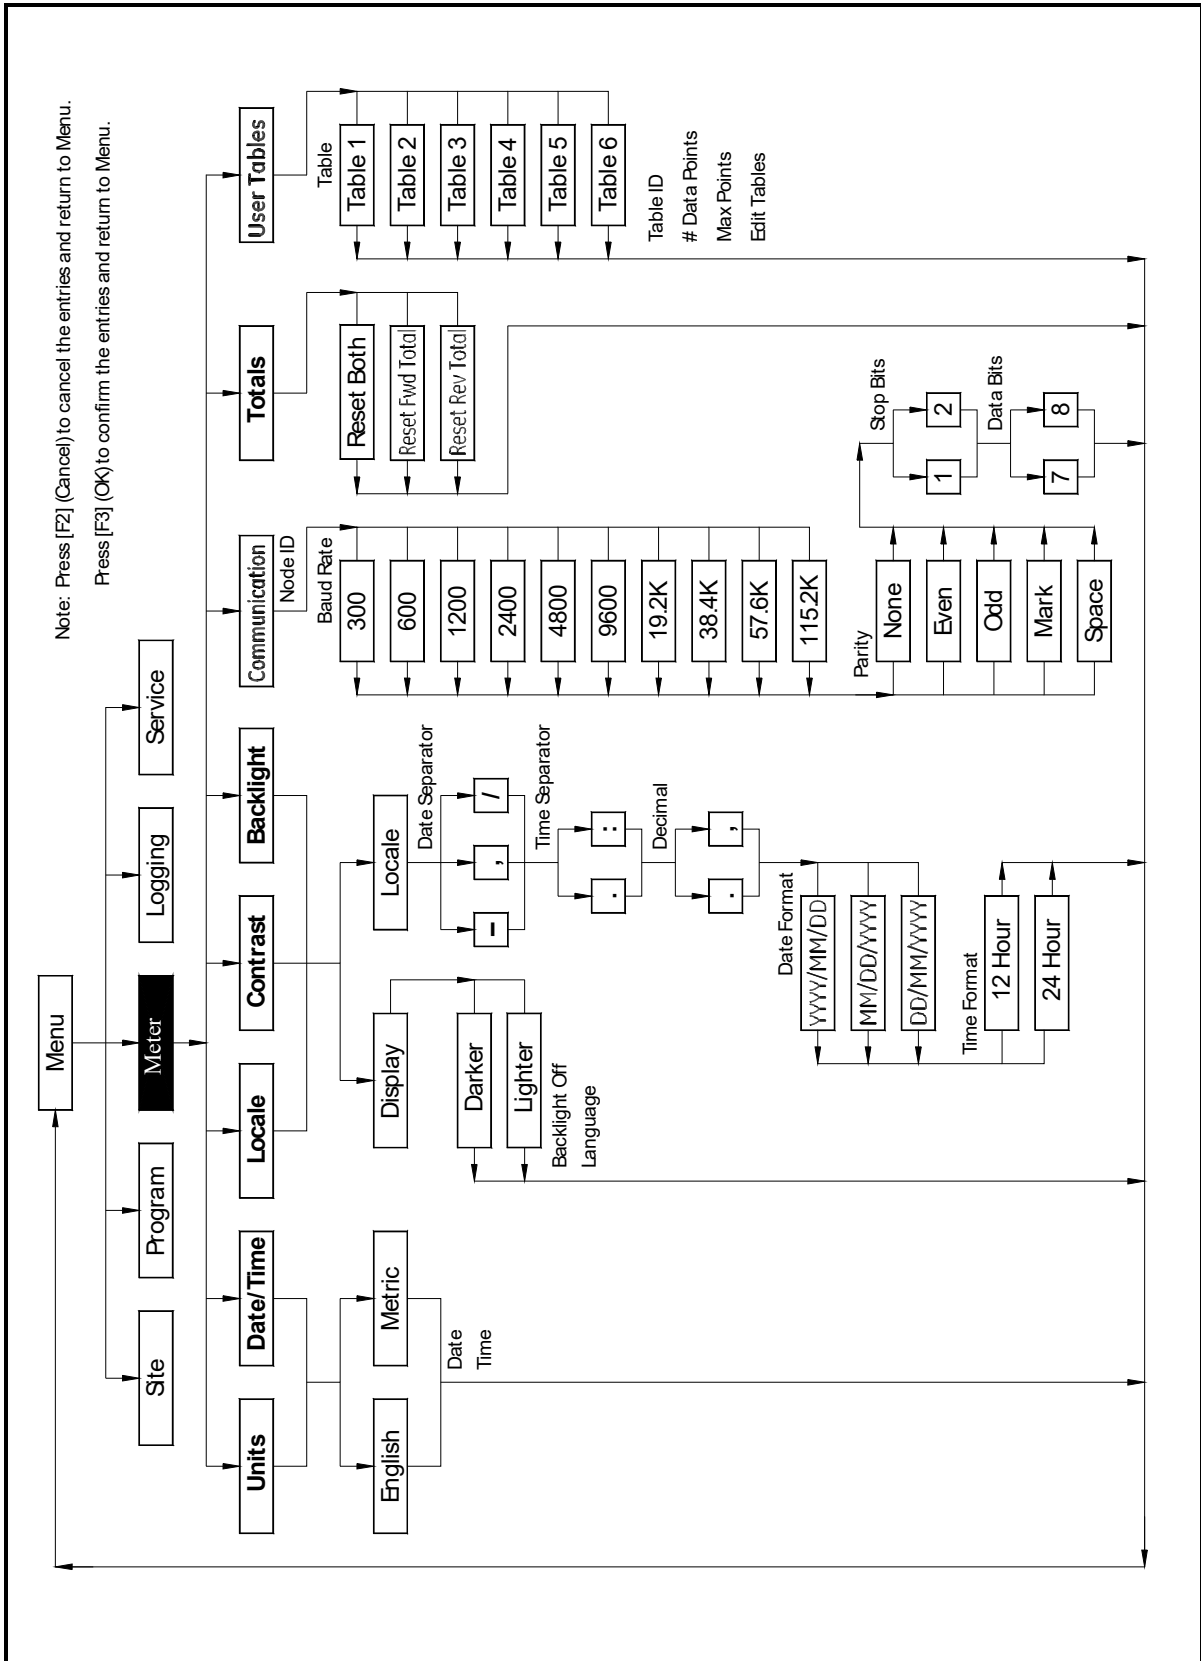 Note: Press [F2] (Cancel) to cancel the entries and return to Menu.
Press [F3] (OK) to confirm the entries and return to Menu.
Menu
Site
Program
Meter
Logging
Service
Units
Date/Time
Locale
Contrast
Backlight
Communication
Totals
User Tables
English
Metric
Date
Time
Display
Darker
Lighter
Backlight Off
Language
Locale
Date Separator
-
,
/
Time Separator
.
:
Decimal
.
,
Date Format
YYYY/MM/DD
MM/DD/YYYY
DD/MM/YYYY
Time Format
12 Hour
24 Hour
Node ID
Baud Rate
300
600
1200
2400
4800
9600
19.2K
38.4K
57.6K
115.2K
Parity
None
Even
Odd
Mark
Space
Stop Bits
1
2
Data Bits
7
8
Reset Both
Reset Fwd Total
Reset Rev Total
Table
Table 1
Table 2
Table 3
Table 4
Table 5
Table 6
Table ID
# Data Points
Max Points
Edit Tables